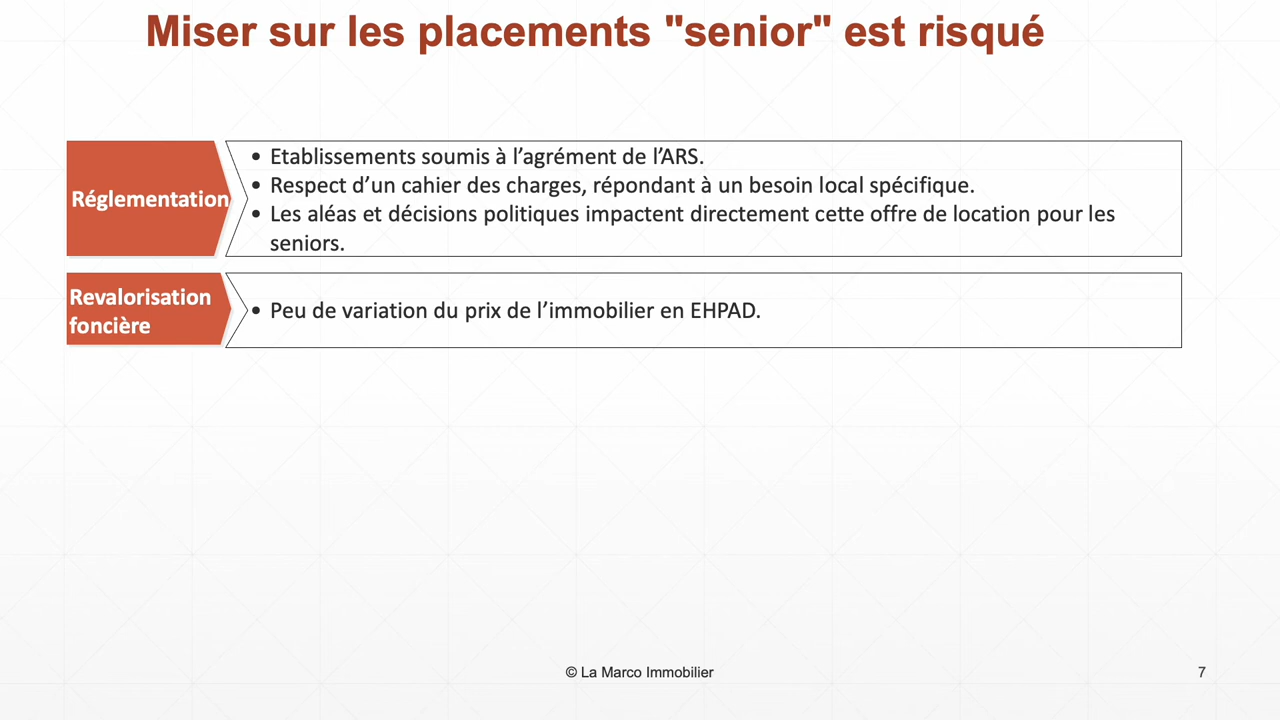 Miser sur les placements "senior" est risqué
Réglementation
• Etablissements soumis à l’agrément de l’ARS.
• Respect d’un cahier des charges, répondant à un besoin local spécifique.
• Les aléas et décisions politiques impactent directement cette offre de location pour les
seniors.
Revalorisation
foncière
• Peu de variation du prix de l’immobilier en EHPAD.
© La Marco Immobilier
7